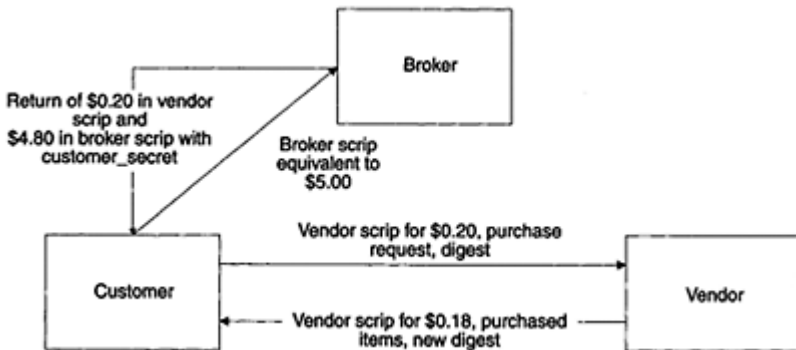 Broker
Return of $0.20 in vendor
scrip and
$4.80 in broker scrip with
customer_secret
Broker scrip
equivalent to
$5.00
Vendor scrip for $0.20, purchase
request, digest
Customer
Vendor
Vendor scrip for $0.18, purchased
items, new digest